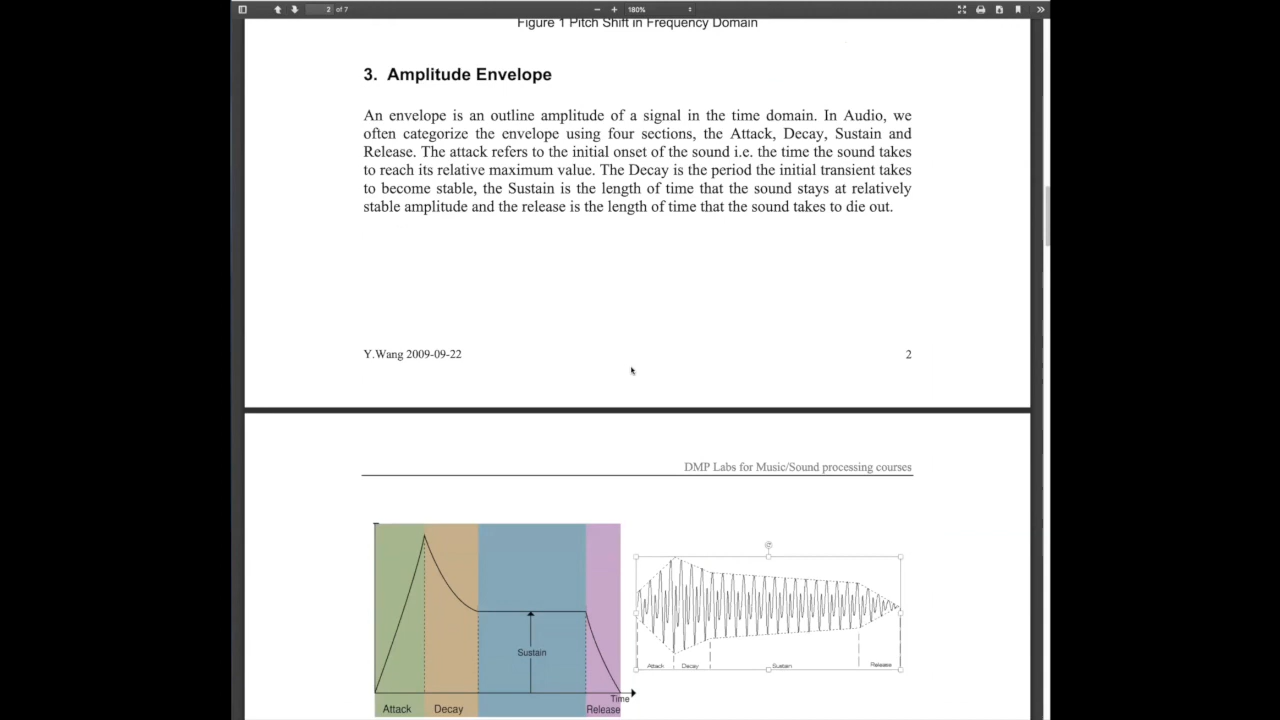 2 of 7
180%
Figure 1 Pitch Shift in Frequency Domain
3. Amplitude Envelope
An envelope is an outline amplitude of a signal in the time domain. In Audio, we
often categorize the envelope using four sections, the Attack, Decay, Sustain and
Release. The attack refers to the initial onset of the sound i.e. the time the sound takes
to reach its relative maximum value. The Decay is the period the initial transient takes
to become stable, the Sustain is the length of time that the sound stays at relatively
stable amplitude and the release is the length of time that the sound takes to die out.
Y.Wang 2009-09-22
2
DMP Labs for Music/Sound processing courses
Sustain
Time
Attack Decay Release
Attack Decay Sustain Release